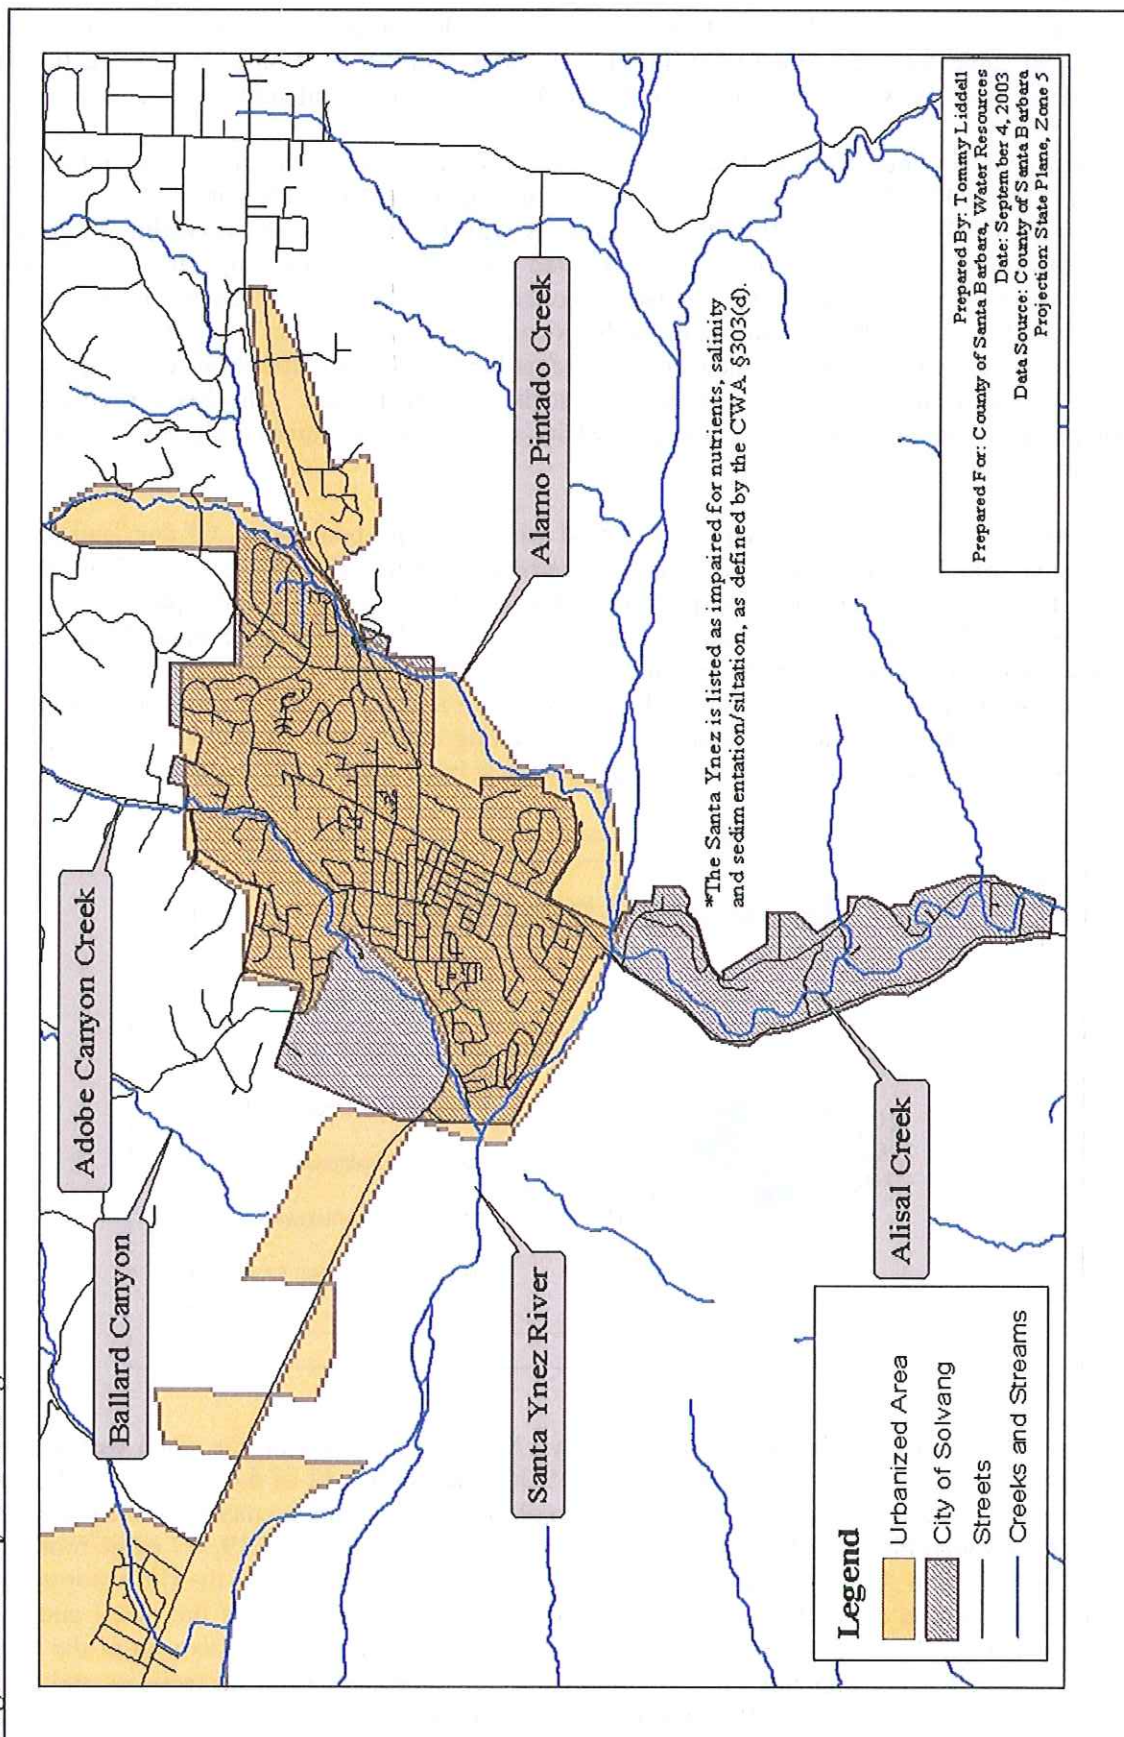 Ballard Canyon
Adobe Canyon Creek
Santa Ynez River
Alamo Pintado Creek
*The Santa Ynez is listed as impaired for nutrients, salinity
and sedimentation/siltation, as defined by the CWA §303(d).
Alisal Creek
Legend
Urbanized Area
City of Solvang
Streets
Creeks and Streams
Prepared By: Tommy Liddell
Prepared For: County of Santa Barbara, Water Resources
Date: September 4, 2003
Data Source: County of Santa Barbara
Projection: State Plane, Zone 5